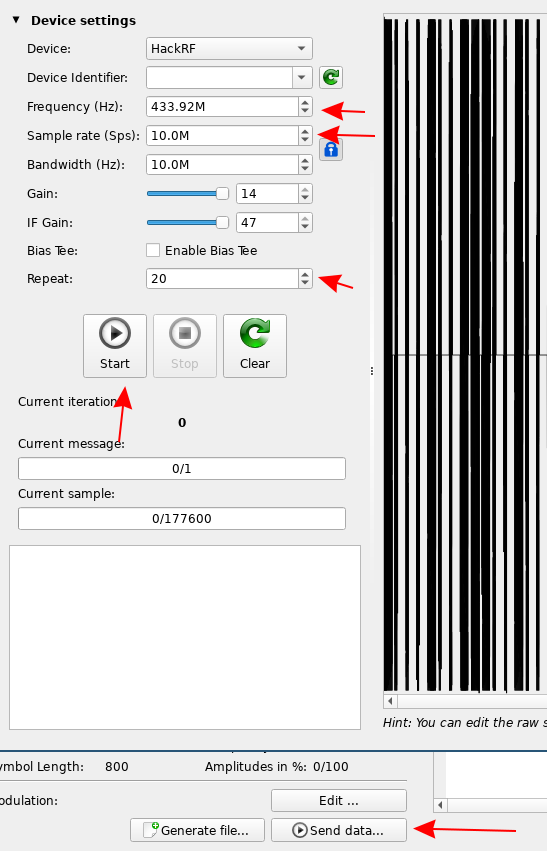 ▼ Device settings
Device: HackRF
Device Identifier:
Frequency (Hz): 433.92M
Sample rate (Sps): 10.0M
Bandwidth (Hz): 10.0M
Gain: 14
IF Gain: 47
Bias Tee: Enable Bias Tee
Repeat: 20
Start Stop Clear
Current iteration
0
Current message:
0/1
Current sample:
0/177600
Hint: You can edit the raw s
ymbol Length: 800 Amplitudes in %: 0/100
odulation: Edit ...
Generate file... Send data...